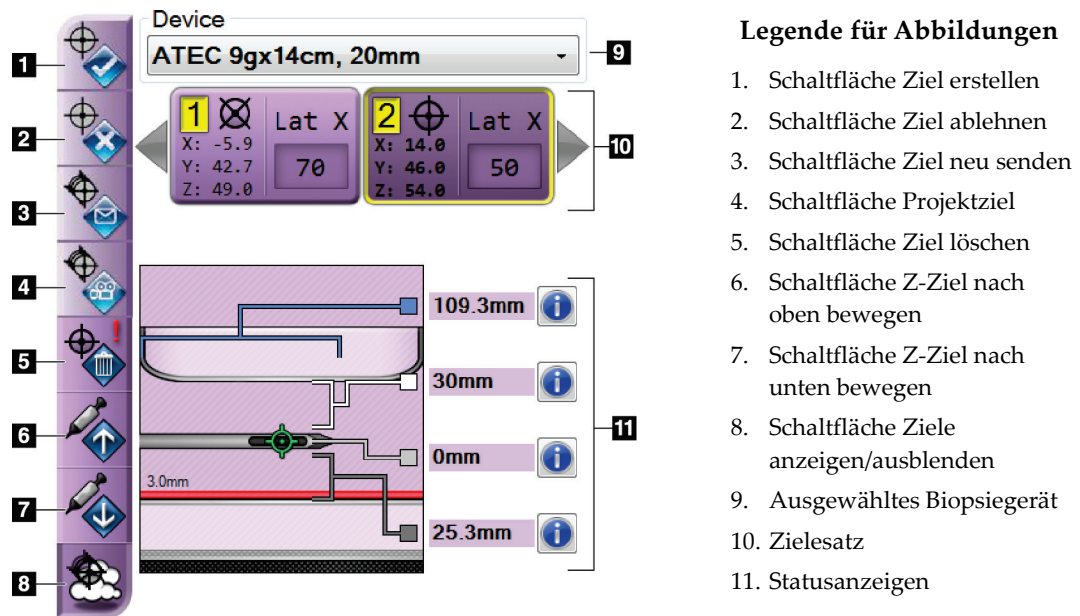 Device
1
ATEC 9gx14cm, 20mm
9
1
Lat X
X: -5.9
Y: 42.7
Z: 49.0
70
2
Lat X
X: 14.0
Y: 46.0
Z: 54.0
50
10
2
3
4
5
6
7
8
109.3mm
30mm
0mm
3.0mm
25.3mm
11
Legende für Abbildungen
1. Schaltfläche Ziel erstellen
2. Schaltfläche Ziel ablehnen
3. Schaltfläche Ziel neu senden
4. Schaltfläche Projektziel
5. Schaltfläche Ziel löschen
6. Schaltfläche Z-Ziel nach
oben bewegen
7. Schaltfläche Z-Ziel nach
unten bewegen
8. Schaltfläche Ziele
anzeigen/ausblenden
9. Ausgewähltes Biopsiegerät
10. Zielesatz
11. Statusanzeigen